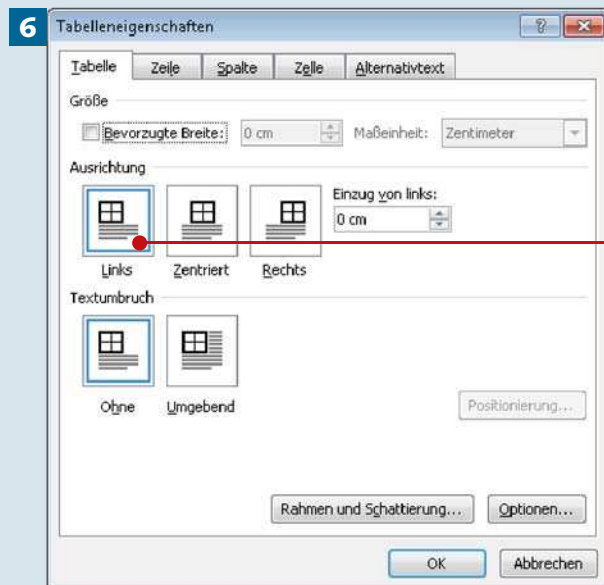 6
Tabelleneigenschaften
Tabelle Zeile Spalte Zelle Alternativtext
Größe
Bevorzugte Breite: 0 cm Maßeinheit: Zentimeter
Ausrichtung
Einzug von links:
0 cm
Links Zentriert Rechts
Textumbruch
Ohne Umgebend
Positionierung...
Rahmen und Schattierung... Optionen...
OK Abbrechen